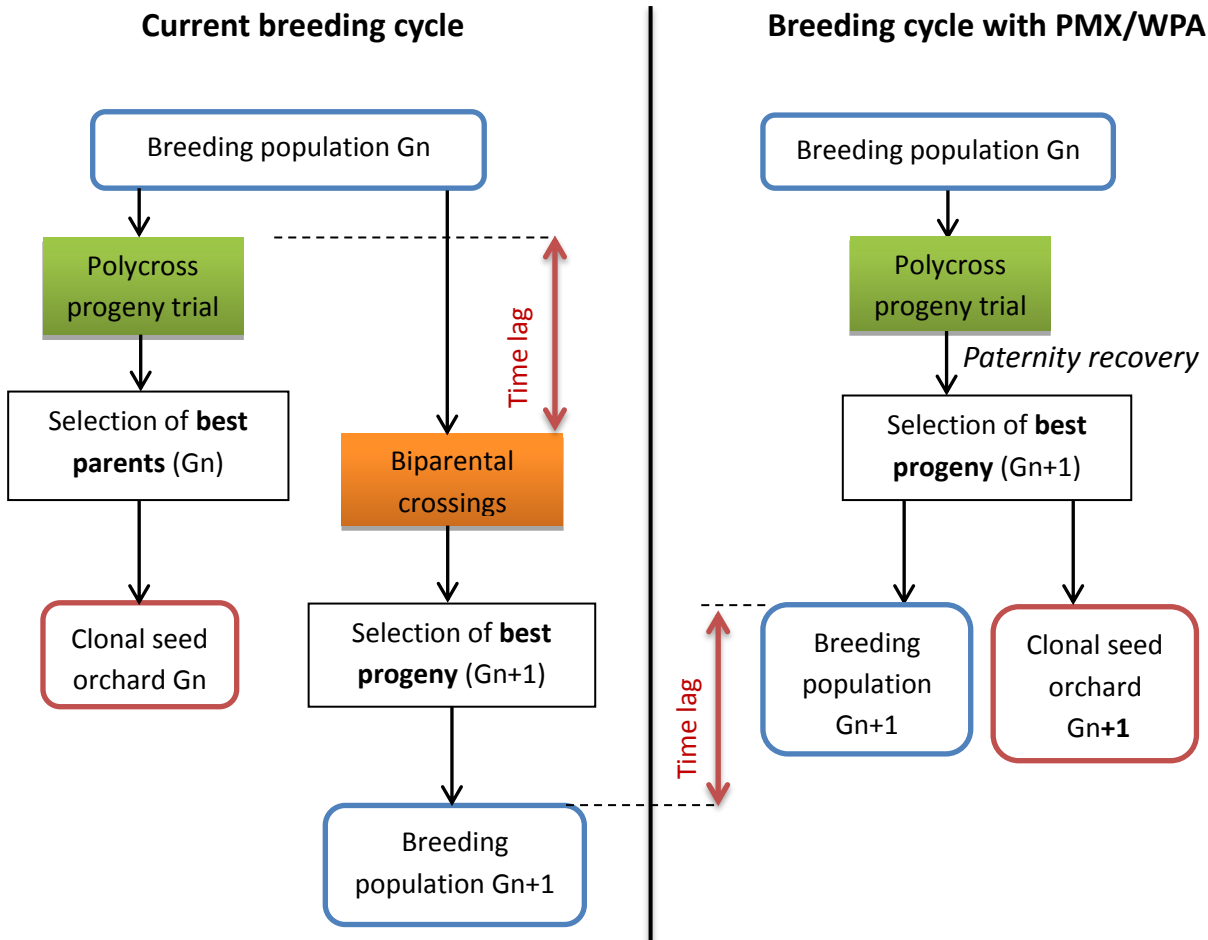 Current breeding cycle
Breeding population Gn
Polycross
progeny trial
Time lag
Selection of best
parents (Gn)
Biparental
crossings
Clonal seed
orchard Gn
Selection of best
progeny (Gn+1)
Breeding
population Gn+1
Breeding cycle with PMX/WPA
Breeding population Gn
Polycross
progeny trial
Paternity recovery
Selection of best
progeny (Gn+1)
Time lag
Breeding
population
Gn+1
Clonal seed
orchard
Gn+1